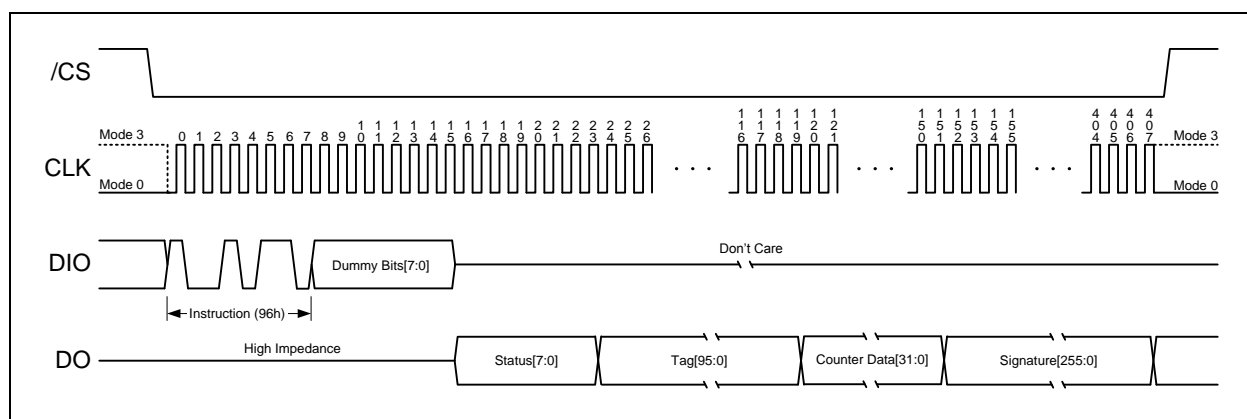 /CS
Mode 3
0 1 2 3 4 5 6 7 8 9 10 11 12 13 14 15 16 17 18 19 20 21 22 23 24 25 26 116 117 118 119 120 121 150 151 152 153 154 155 404 405 406 407
Mode 3
CLK
. . .
. . .
. . .
Mode 0
Mode 0
DIO
Dummy Bits[7:0]
Don't Care
Instruction (96h)
DO
High Impedance
Status[7:0]
Tag[95:0]
Counter Data[31:0]
Signature[255:0]